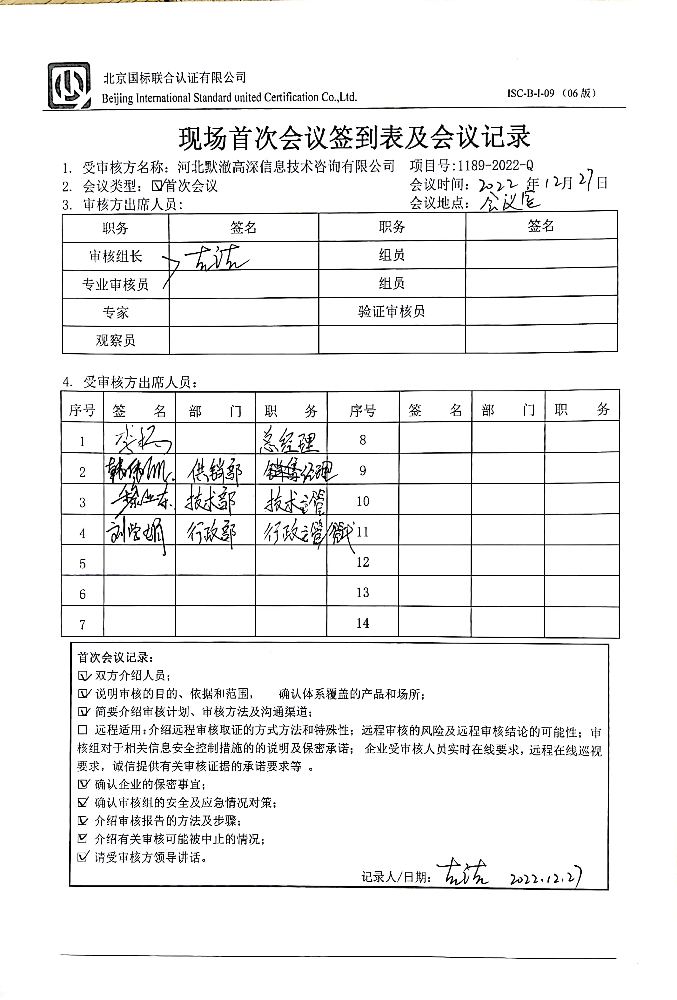 北京国标联合认证有限公司
Beijing International Standard united Certification Co.,Ltd.
ISC-B-I-09 （06 版）
现场首次会议签到表及会议记录
1. 受审核方名称：河北默澈高深信息技术咨询有限公司 项目号:1189-2022-Q
2. 会议类型：☑首次会议 会议时间：2022 年 12月 27日
3. 审核方出席人员： 会议地点：会议室
职务 签名 职务 签名
审核组长 组员
专业审核员 组员
专家 验证审核员
观察员
4. 受审核方出席人员：
序号 签 名 部 门 职 务 序号 签 名 部 门 职 务
1 李杨 总经理 8
2 供销部 销售经理 9
3 技术部 技术主管 10
4 行政部 行政主管 11
5 12
6 13
7 14
首次会议记录：
☑ 双方介绍人员；
☑ 说明审核的目的、依据和范围， 确认体系覆盖的产品和场所；
☑ 简要介绍审核计划、审核方法及沟通渠道；
□ 远程适用：介绍远程审核取证的方式方法和特殊性；远程审核的风险及远程审核结论的可能性；审
核组对于相关信息安全控制措施的的说明及保密承诺； 企业受审核人员实时在线要求，远程在线巡视
要求，诚信提供有关审核证据的承诺要求等 。
☑ 确认企业的保密事宜；
☑ 确认审核组的安全及应急情况对策；
☑ 介绍审核报告的方法及步骤；
☑ 介绍有关审核可能被中止的情况；
☑ 请受审核方领导讲话。
记录人/日期： 2022.12.27